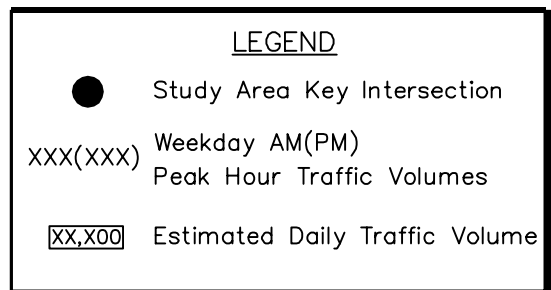 LEGEND
Study Area Key Intersection
XXX(XXX) Weekday AM(PM)
Peak Hour Traffic Volumes
XX,X00 Estimated Daily Traffic Volume